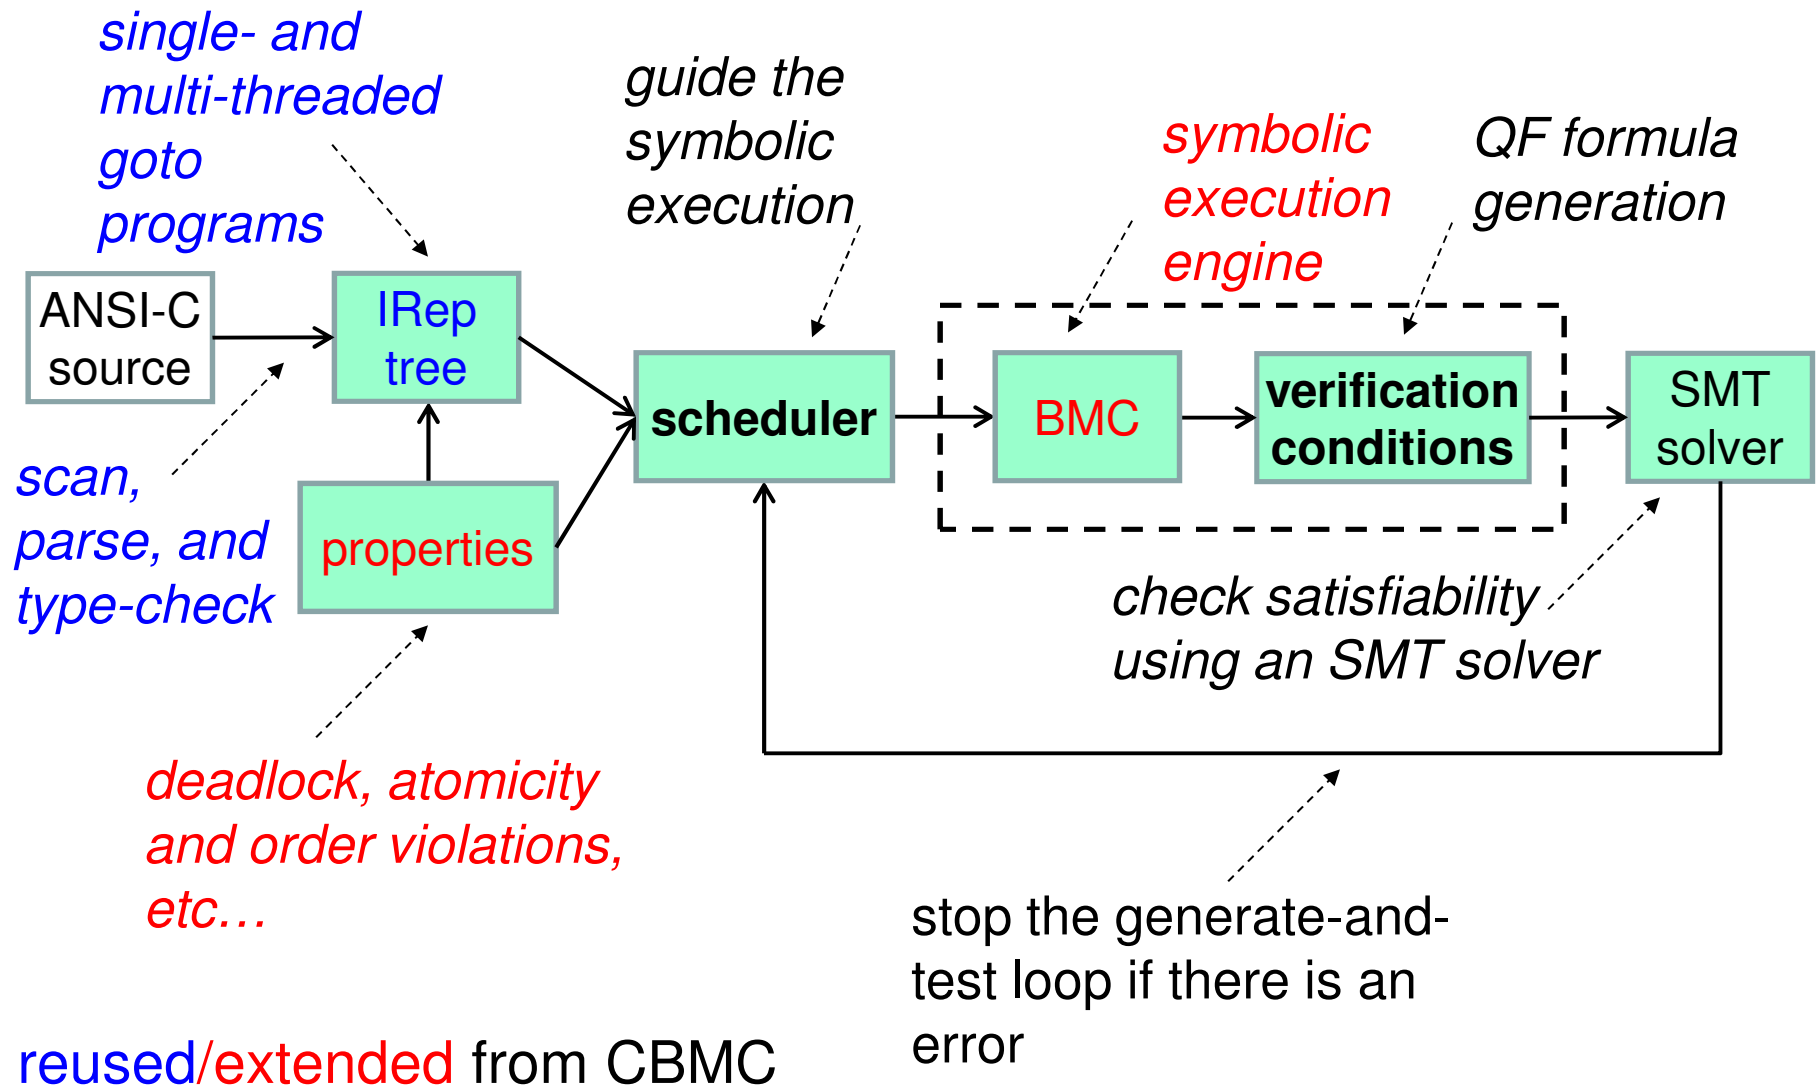 single- and
multi-threaded
goto
programs
guide the
symbolic
execution
symbolic
execution
engine
QF formula
generation
ANSI-C
source
IRep
tree
scheduler
BMC
verification
conditions
SMT
solver
scan,
parse, and
type-check
properties
check satisfiability
using an SMT solver
deadlock, atomicity
and order violations,
etc…
stop the generate-and-
test loop if there is an
error
reused/extended from CBMC